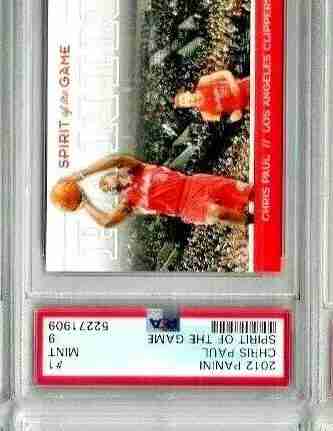 SPIRIT of the GAME
CHRIS PAUL // LOS ANGELES CLIPPERS
2012 PANINI #1
CHRIS PAUL MINT
SPIRIT OF THE GAME 9
PSA 52271909